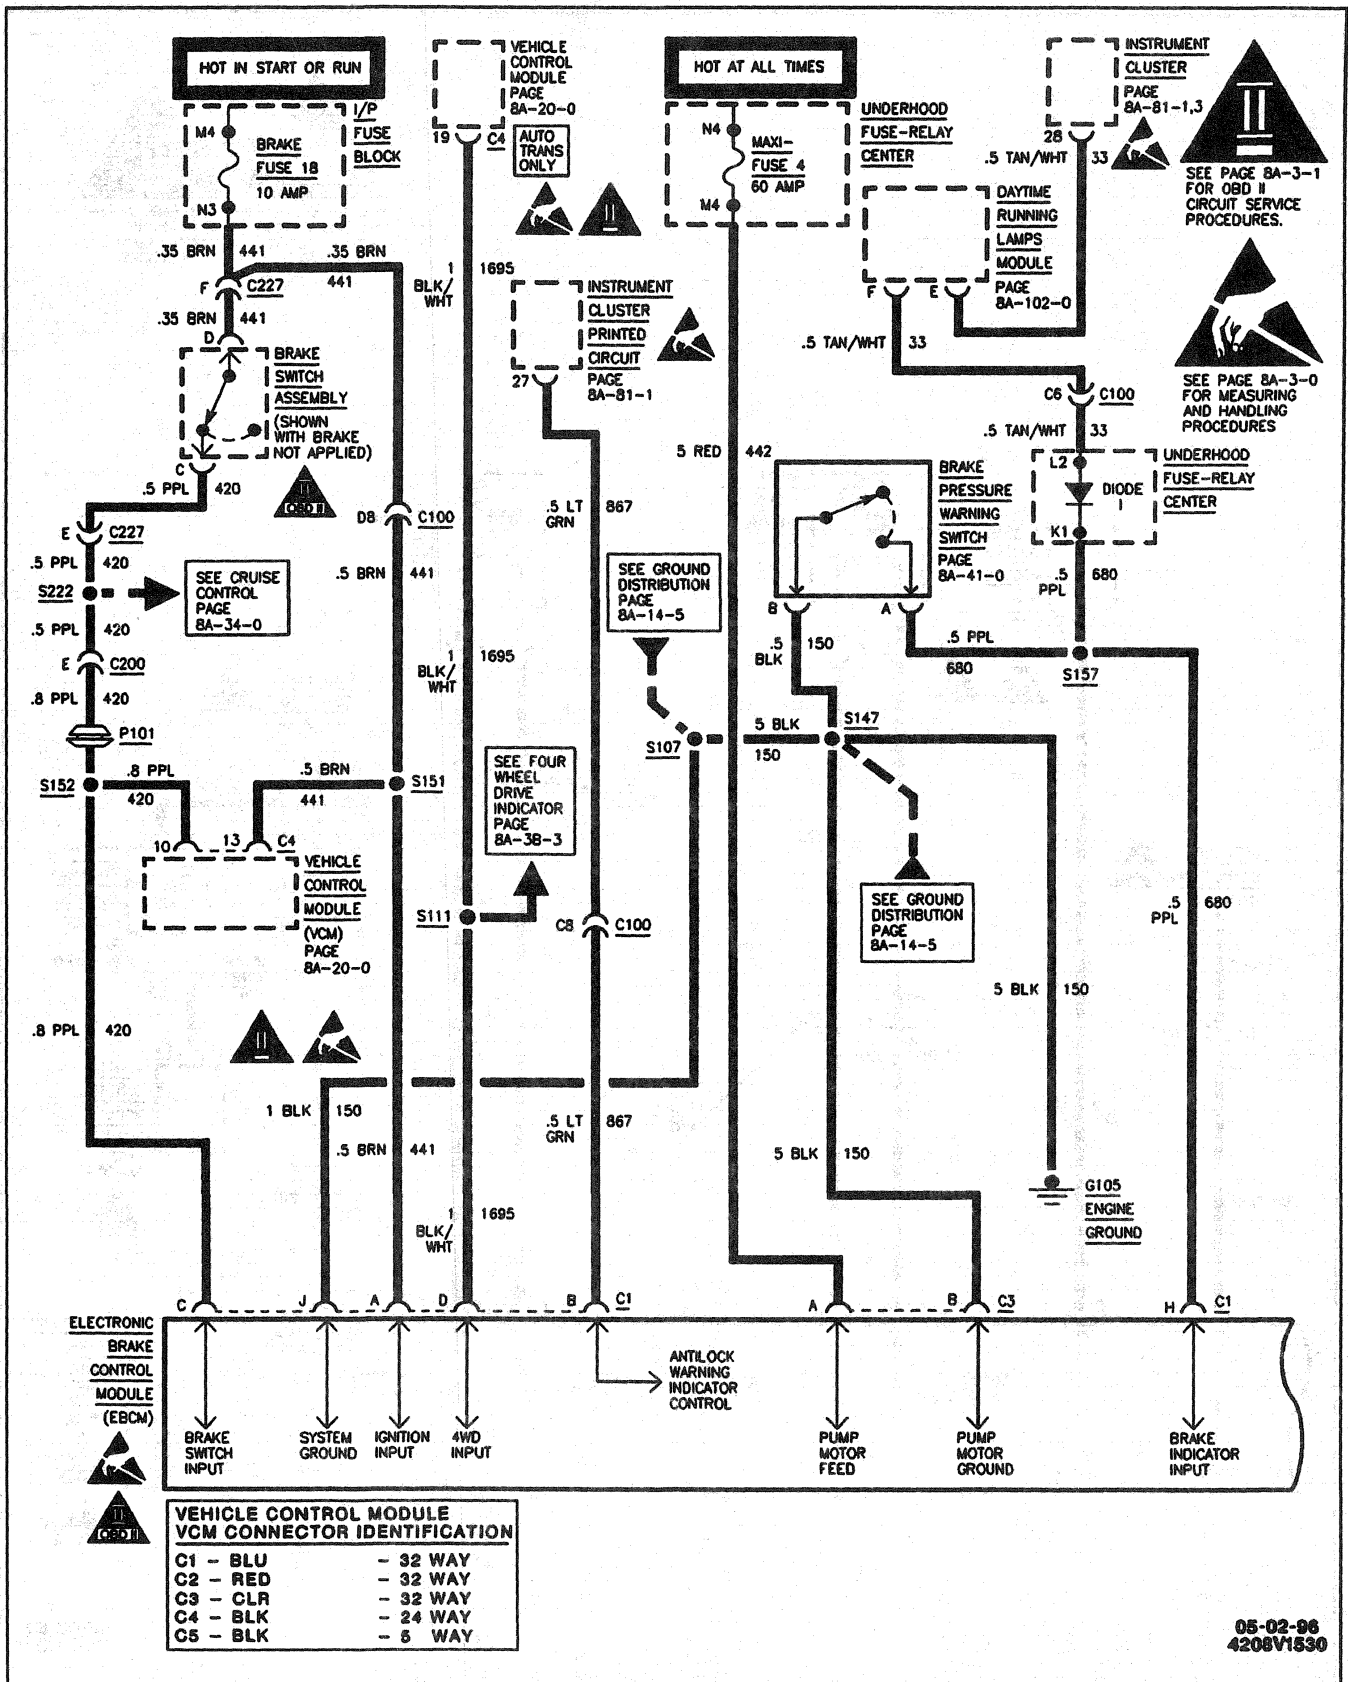 HOT IN START OR RUN
I/P
FUSE
BLOCK
M4
BRAKE
FUSE 18
10 AMP
N3
.35 BRN 441
.35 BRN
441
F C227
.35 BRN 441
D
BRAKE
SWITCH
ASSEMBLY
(SHOWN
WITH BRAKE
NOT APPLIED)
C
.5 PPL 420
OBD II
E C227
.5 PPL 420
S222
SEE CRUISE
CONTROL
PAGE
8A-34-0
.5 PPL 420
E C200
.8 PPL 420
P101
S152
.8 PPL
420
.5 BRN
441
S151
10 13 C4
VEHICLE
CONTROL
MODULE
(VCM)
PAGE
8A-20-0
.8 PPL 420
II
D8 C100
.5 BRN 441
1 BLK 150
.5 BRN 441
19 C4
VEHICLE
CONTROL
MODULE
PAGE
8A-20-0
AUTO
TRANS
ONLY
II
1
BLK/
WHT
1695
INSTRUMENT
CLUSTER
PRINTED
CIRCUIT
PAGE
8A-81-1
27
.5 LT
GRN
867
1
BLK/
WHT
1695
SEE FOUR
WHEEL
DRIVE
INDICATOR
PAGE
8A-3B-3
S111
C8 C100
.5 LT
GRN
867
1
BLK/
WHT
1695
HOT AT ALL TIMES
UNDERHOOD
FUSE-RELAY
CENTER
N4
MAXI-
FUSE 4
60 AMP
M4
5 RED 442
SEE GROUND
DISTRIBUTION
PAGE
8A-14-5
S107
5 BLK
150
S147
BRAKE
PRESSURE
WARNING
SWITCH
PAGE
8A-41-0
B A
.5
BLK
150
.5 PPL
680
S157
SEE GROUND
DISTRIBUTION
PAGE
8A-14-5
5 BLK 150
5 BLK 150
G105
ENGINE
GROUND
INSTRUMENT
CLUSTER
PAGE
8A-81-1,3
28
.5 TAN/WHT 33
DAYTIME
RUNNING
LAMPS
MODULE
PAGE
8A-102-0
F E
.5 TAN/WHT 33
C6 C100
.5 TAN/WHT 33
UNDERHOOD
FUSE-RELAY
CENTER
L2
DIODE
1
K1
.5
PPL
680
.5
PPL
680
II
SEE PAGE 8A-3-1
FOR OBD II
CIRCUIT SERVICE
PROCEDURES.
SEE PAGE 8A-3-0
FOR MEASURING
AND HANDLING
PROCEDURES
C J A D B C1 A B C3 H C1
ELECTRONIC
BRAKE
CONTROL
MODULE
(EBCM)
BRAKE
SWITCH
INPUT
SYSTEM
GROUND
IGNITION
INPUT
4WD
INPUT
ANTILOCK
WARNING
INDICATOR
CONTROL
PUMP
MOTOR
FEED
PUMP
MOTOR
GROUND
BRAKE
INDICATOR
INPUT
II
OBD II
VEHICLE CONTROL MODULE
VCM CONNECTOR IDENTIFICATION
C1 - BLU - 32 WAY
C2 - RED - 32 WAY
C3 - CLR - 32 WAY
C4 - BLK - 24 WAY
C5 - BLK - 5 WAY
05-02-96
4208V1530